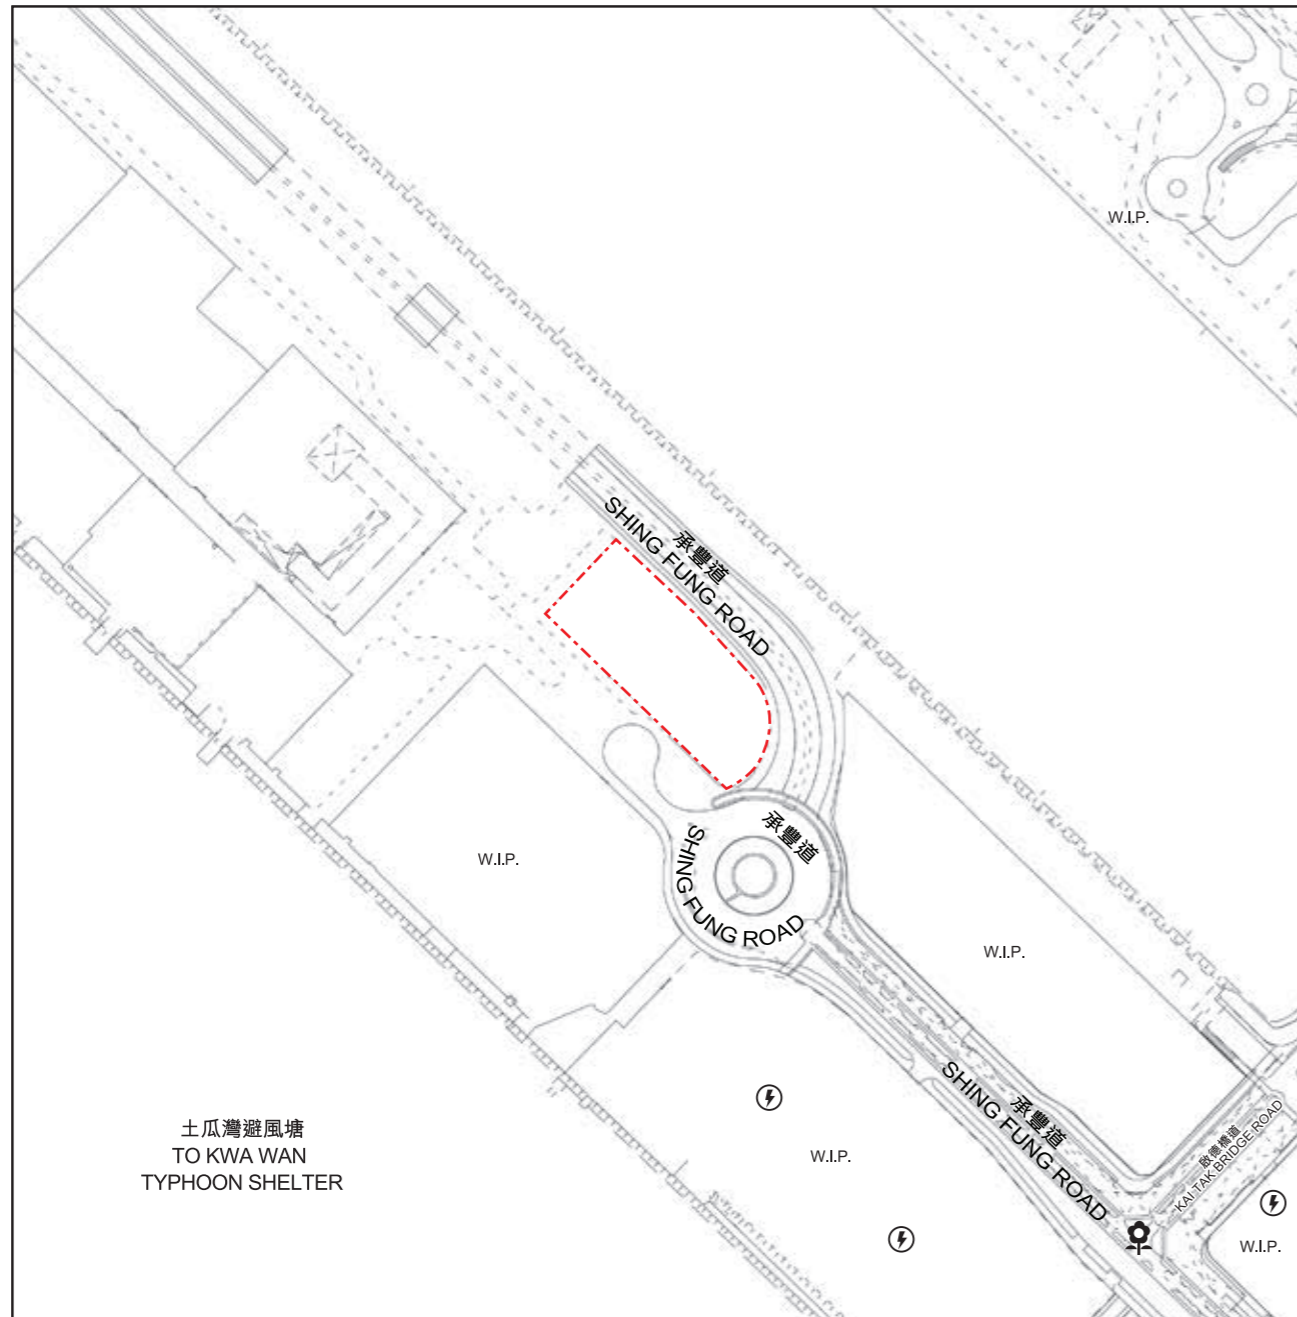 W.I.P.
承豐道
SHING FUNG ROAD
承豐道
SHING FUNG ROAD
W.I.P.
W.I.P.
承豐道
SHING FUNG ROAD
啟德橋道
KAI TAK BRIDGE ROAD
土瓜灣避風塘
TO KWA WAN
TYPHOON SHELTER
W.I.P.
W.I.P.